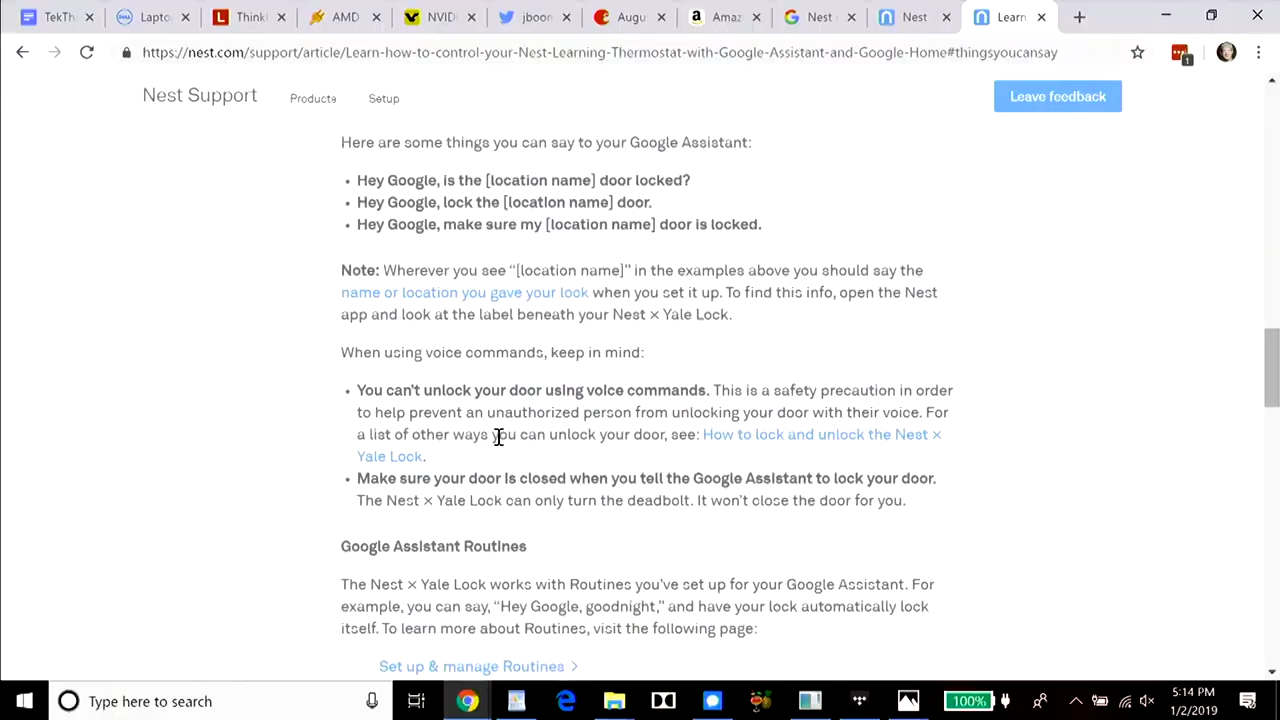 TekTh
Laptop
Think
AMD
NVIDI
jboon
Augu
Amaz
Nest
Nest
Learn
https://nest.com/support/article/Learn-how-to-control-your-Nest-Learning-Thermostat-with-Google-Assistant-and-Google-Home#thingsyoucansay
1
Nest Support Products Setup Leave feedback
Here are some things you can say to your Google Assistant:
• Hey Google, is the [location name] door locked?
• Hey Google, lock the [location name] door.
• Hey Google, make sure my [location name] door is locked.
Note: Wherever you see “[location name]” in the examples above you should say the
name or location you gave your lock when you set it up. To find this info, open the Nest
app and look at the label beneath your Nest × Yale Lock.
When using voice commands, keep in mind:
• You can’t unlock your door using voice commands. This is a safety precaution in order
to help prevent an unauthorized person from unlocking your door with their voice. For
a list of other ways you can unlock your door, see: How to lock and unlock the Nest ×
Yale Lock.
• Make sure your door is closed when you tell the Google Assistant to lock your door.
The Nest × Yale Lock can only turn the deadbolt. It won’t close the door for you.
Google Assistant Routines
The Nest × Yale Lock works with Routines you’ve set up for your Google Assistant. For
example, you can say, “Hey Google, goodnight,” and have your lock automatically lock
itself. To learn more about Routines, visit the following page:
Set up & manage Routines >
Type here to search
100%
5:14 PM
1/2/2019